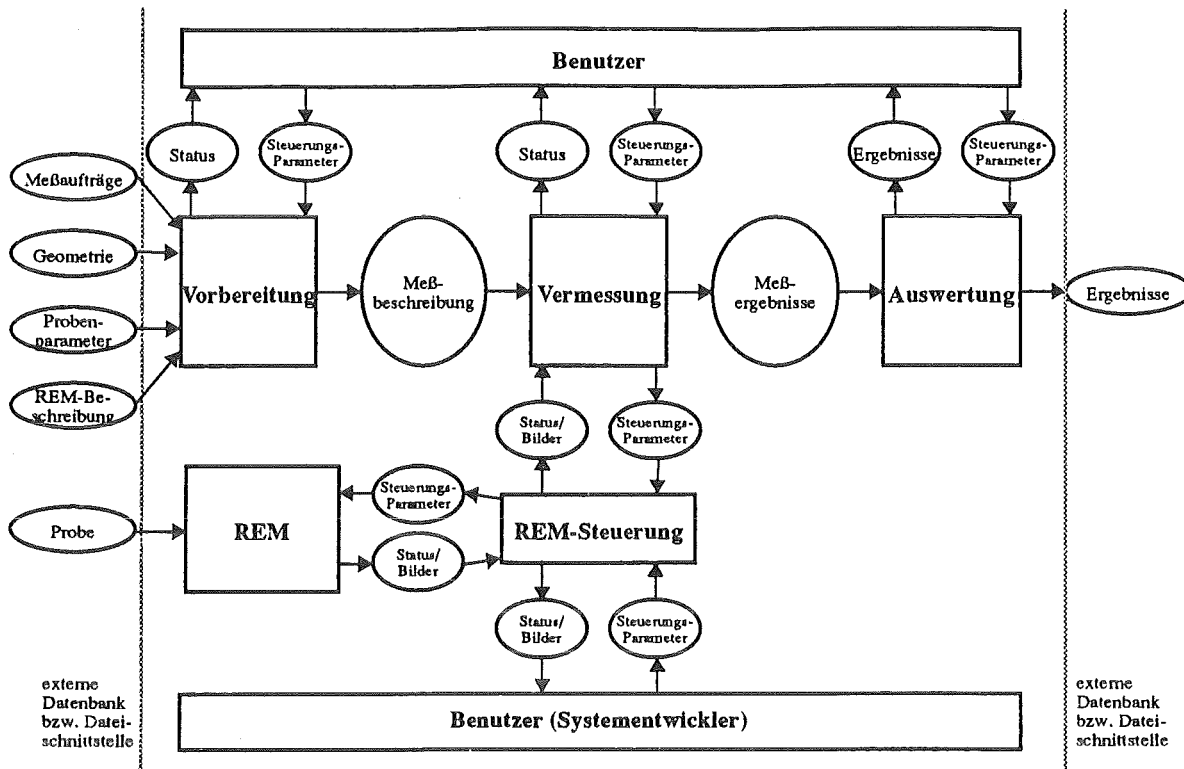 Benutzer
Status
Steuerungs-
Parameter
Status
Steuerungs-
Parameter
Ergebnisse
Steuerungs-
Parameter
Meßaufträge
Geometrie
Proben-
parameter
REM-Be-
schreibung
Vorbereitung
Meß-
beschreibung
Vermessung
Meß-
ergebnisse
Auswertung
Ergebnisse
Status/
Bilder
Steuerungs-
Parameter
Probe
REM
Steuerungs-
Parameter
Status/
Bilder
REM-Steuerung
Status/
Bilder
Steuerungs-
Parameter
externe
Datenbank
bzw. Datei-
schnittstelle
Benutzer (Systementwickler)
externe
Datenbank
bzw. Datei-
schnittstelle